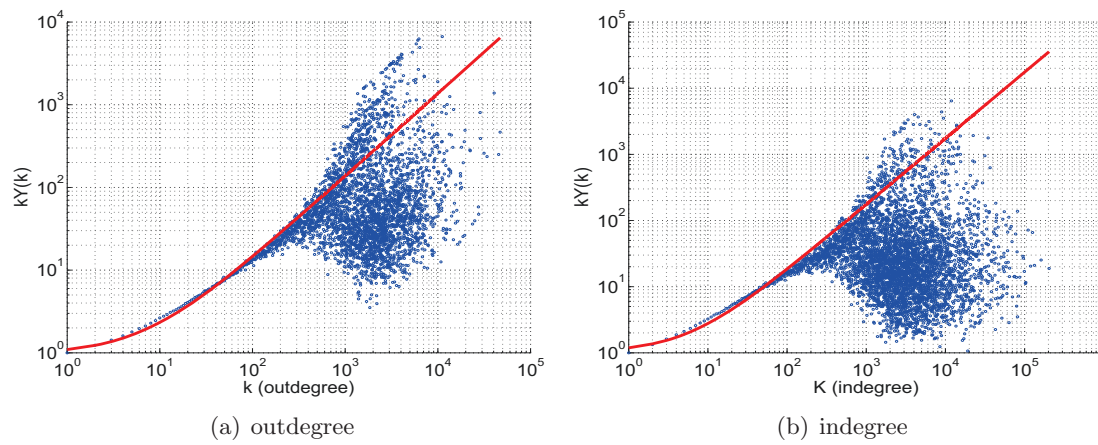 10^4
10^3
10^2
10^1
10^0
kY(k)
10^0 10^1 10^2 10^3 10^4 10^5
k (outdegree)
(a) outdegree
10^5
10^4
10^3
10^2
10^1
10^0
kY(k)
10^0 10^1 10^2 10^3 10^4 10^5
K (indegree)
(b) indegree